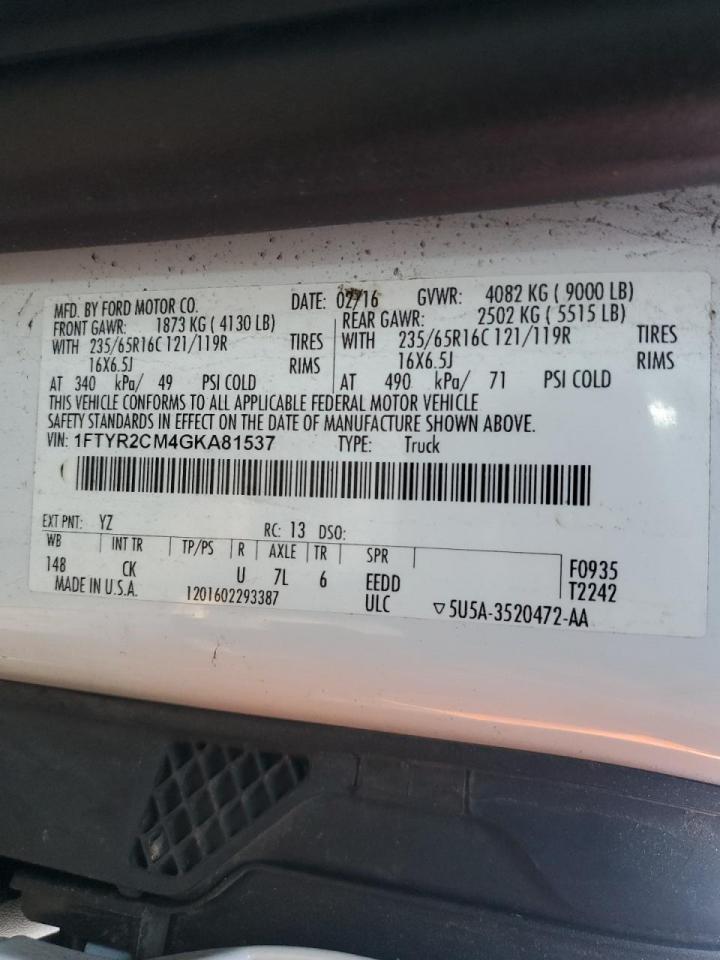 MFD. BY FORD MOTOR CO. DATE: 02/16 GVWR: 4082 KG ( 9000 LB)
FRONT GAWR: 1873 KG ( 4130 LB) REAR GAWR: 2502 KG ( 5515 LB)
WITH 235/65R16C 121/119R TIRES WITH 235/65R16C 121/119R TIRES
16X6.5J RIMS 16X6.5J RIMS
AT 340 kPa/ 49 PSI COLD AT 490 kPa/ 71 PSI COLD
THIS VEHICLE CONFORMS TO ALL APPLICABLE FEDERAL MOTOR VEHICLE
SAFETY STANDARDS IN EFFECT ON THE DATE OF MANUFACTURE SHOWN ABOVE.
VIN: 1FTYR2CM4GKA81537 TYPE: Truck
EXT PNT: YZ RC: 13 DSO:
WB INT TR TP/PS R AXLE TR SPR
148 CK U 7L 6 EEDD F0935
MADE IN U.S.A. 1201602293387 ULC T2242
▽5U5A-3520472-AA